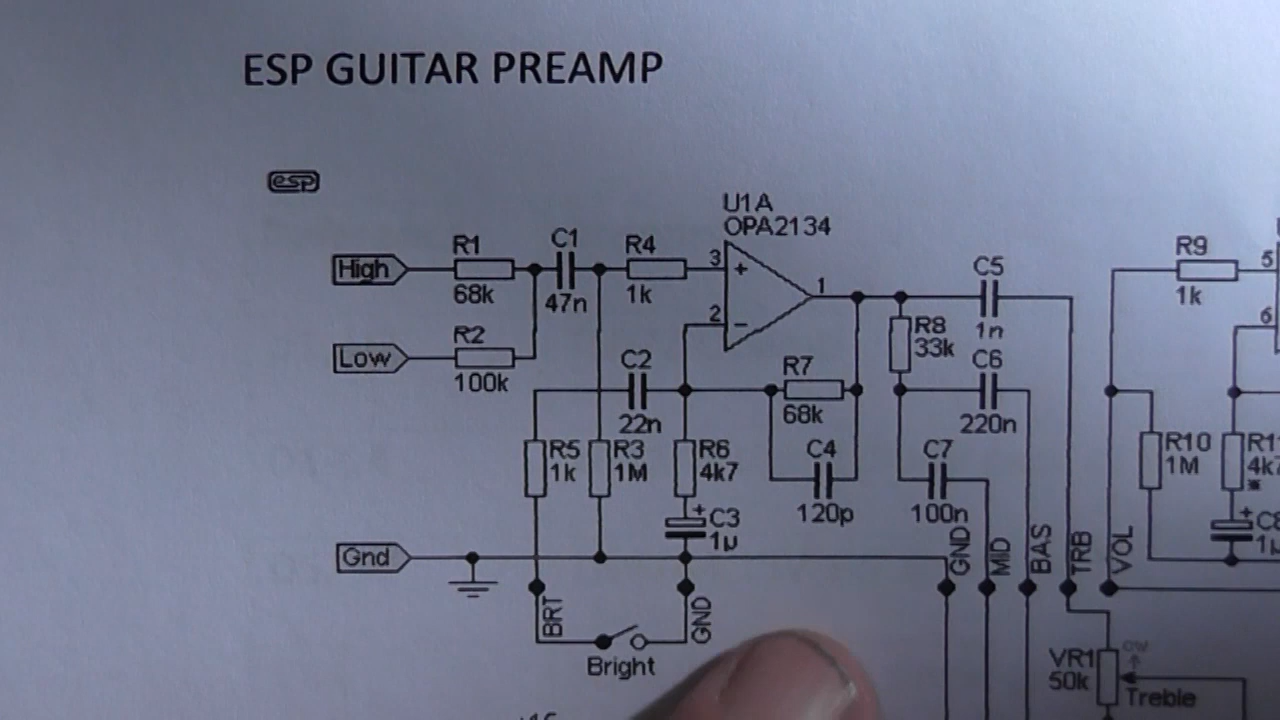 ESP GUITAR PREAMP
esp
U1A
OPA2134
High
R1
68k
C1
47n
R4
1k
3
+
2
−
1
C5
1n
R9
1k
5
6
Low
R2
100k
C2
22n
R7
68k
R8
33k
C6
220n
R5
1k
R3
1M
R6
4k7
C4
120p
C7
100n
R10
1M
+
C3
1µ
+
1µ
Gnd
GND
MID
BAS
TRB
VOL
BRT
GND
Bright
VR1
50k
Treble